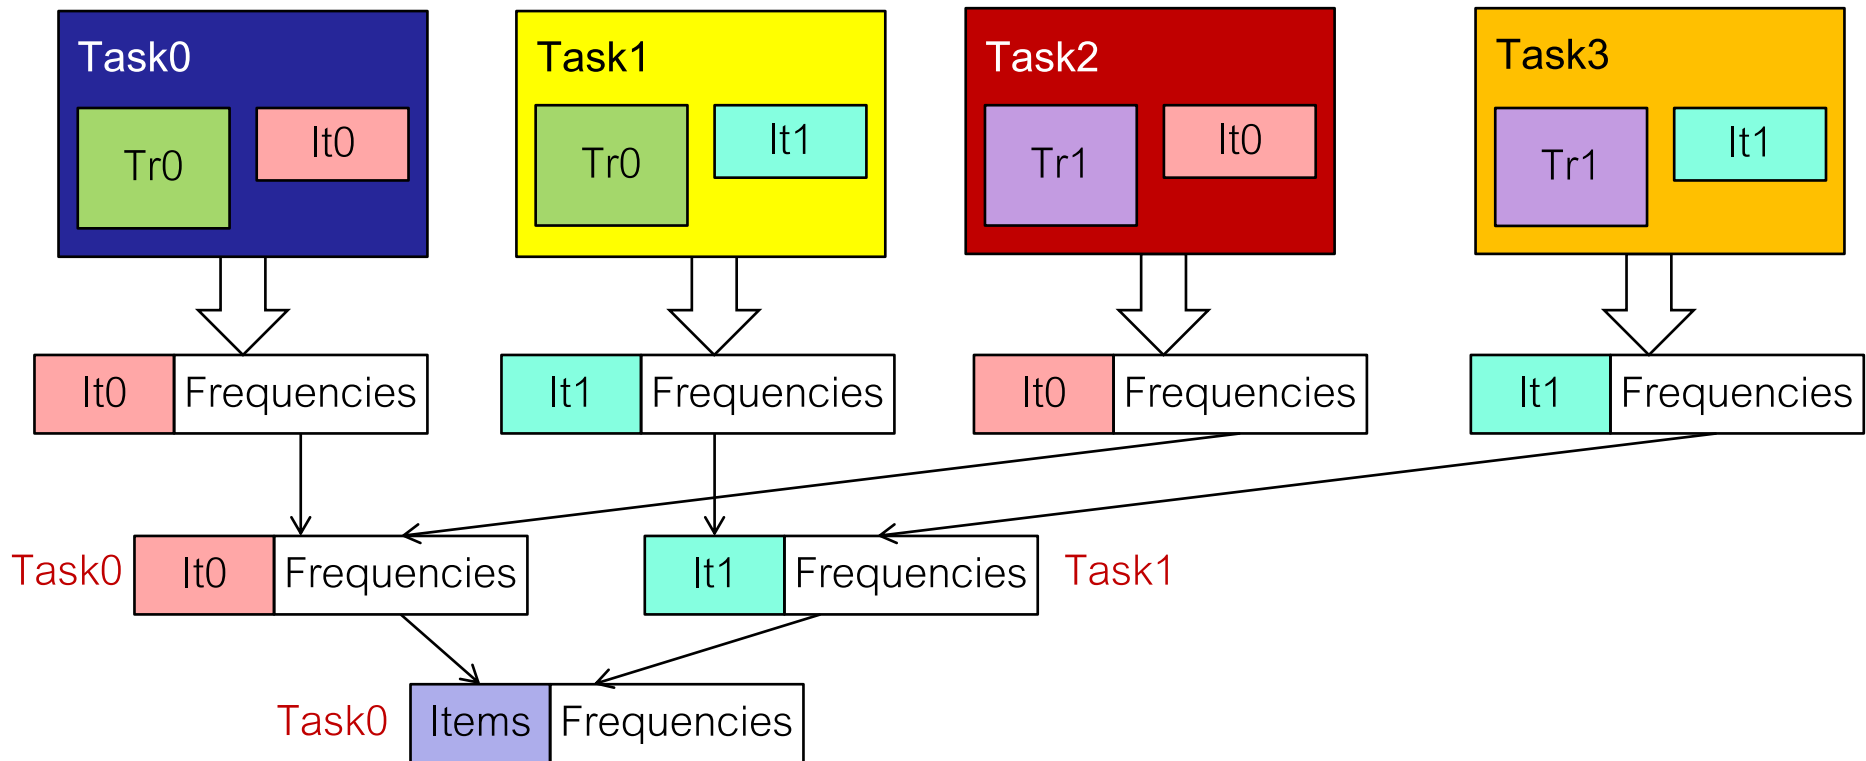 Task0
Tr0
It0
Task1
Tr0
It1
Task2
Tr1
It0
Task3
Tr1
It1
It0 Frequencies
It1 Frequencies
It0 Frequencies
It1 Frequencies
Task0
It0 Frequencies
It1 Frequencies
Task1
Task0
Items Frequencies